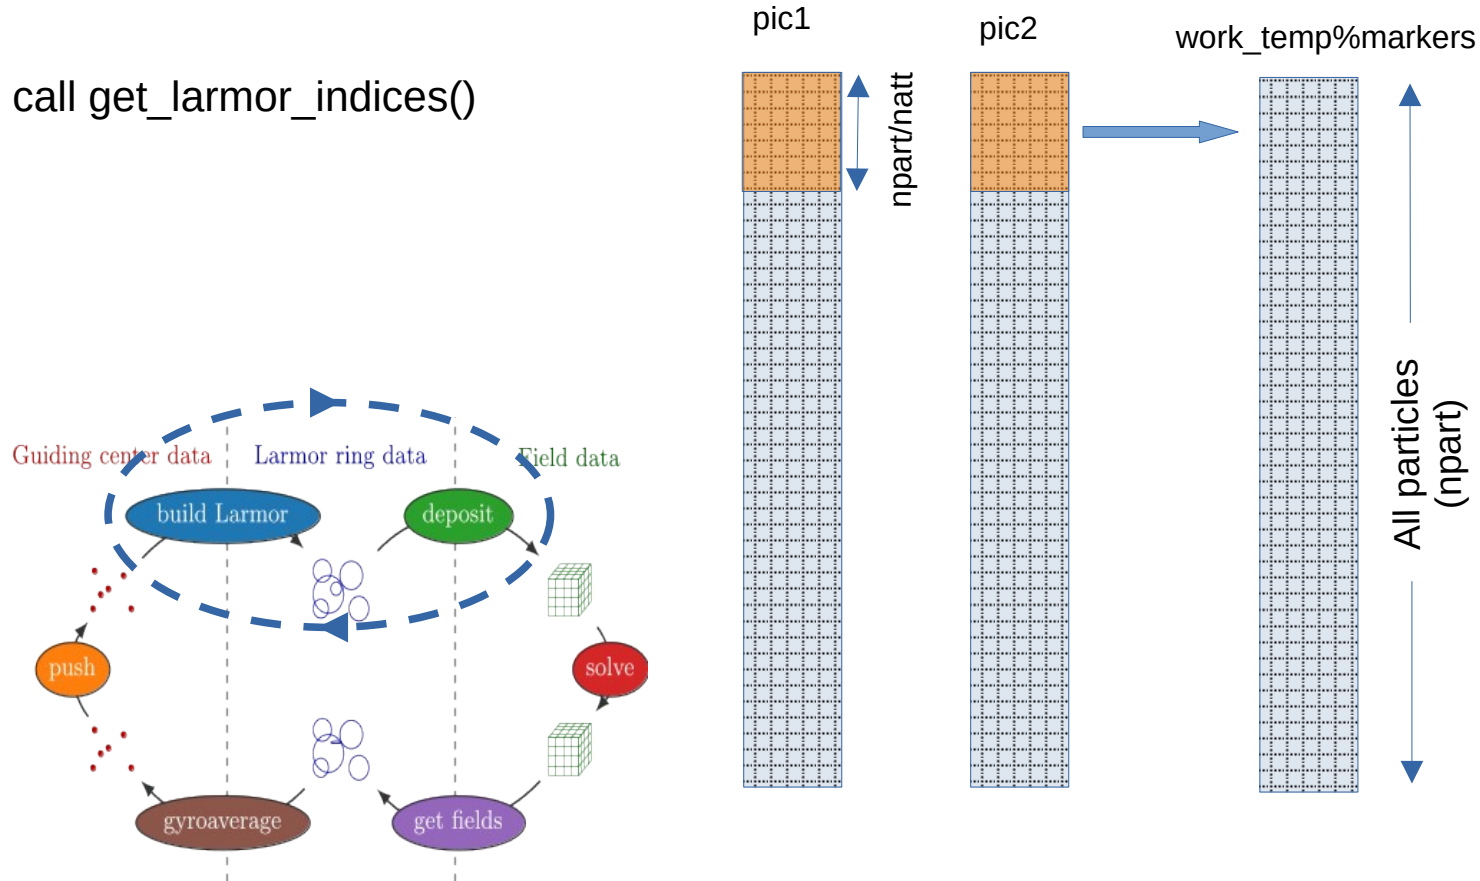 call get_larmor_indices()
pic1
pic2
work_temp%markers
npart/natt
All particles
(npart)
Guiding center data
Larmor ring data
Field data
build Larmor
deposit
push
solve
gyroaverage
get fields